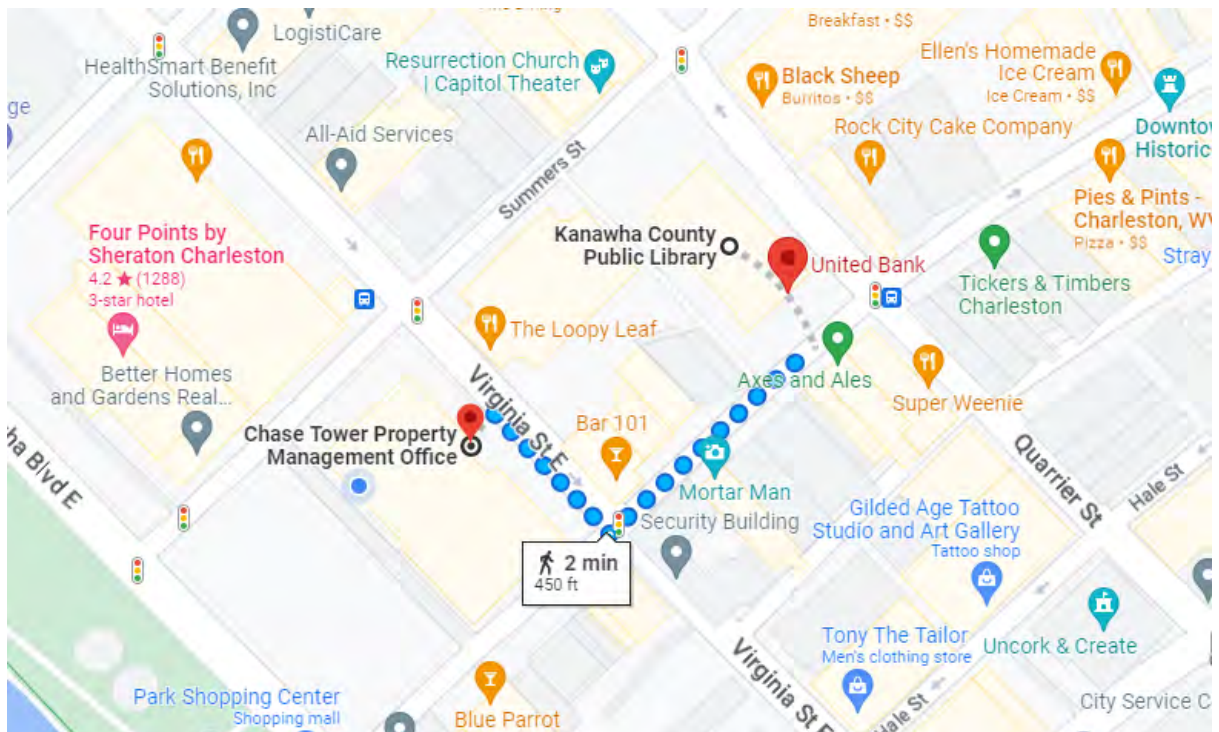 LogistiCare
HealthSmart Benefit
Solutions, Inc
Resurrection Church
| Capitol Theater
Breakfast • $$
Ellen's Homemade
Ice Cream
Ice Cream • $$
Black Sheep
Burritos • $$
Rock City Cake Company
ge
All-Aid Services
Downtow
Historic
Summers St
Pies & Pints -
Charleston, WV
Pizza • $$
Stray
Four Points by
Sheraton Charleston
4.2 ★ (1288)
3-star hotel
Kanawha County
Public Library
United Bank
Tickers & Timbers
Charleston
The Loopy Leaf
Better Homes
and Gardens Real...
Axes and Ales
Super Weenie
Virginia St E
Bar 101
Chase Tower Property
Management Office
ha Blvd E
Mortar Man
Security Building
Quarrier St
Hale St
Gilded Age Tattoo
Studio and Art Gallery
Tattoo shop
2 min
450 ft
Tony The Tailor
Men's clothing store
Uncork & Create
Virginia St E
Hale St
Park Shopping Center
Shopping mall
Blue Parrot
City Service C